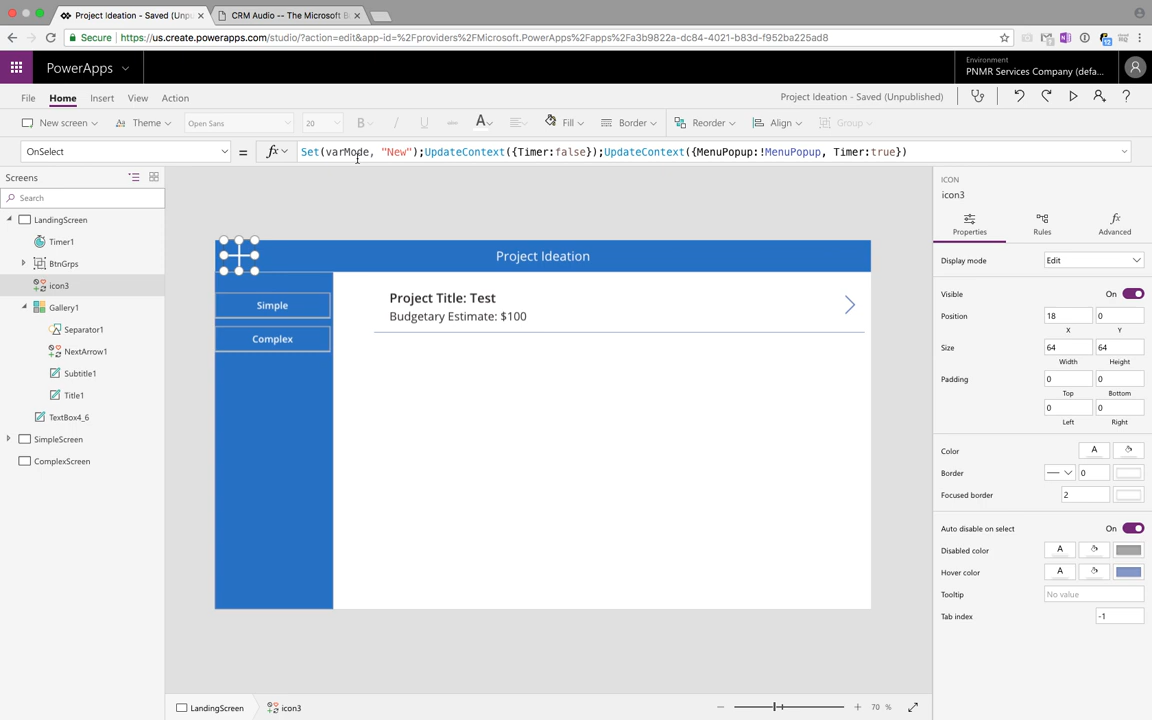 Project Ideation - Saved (Unpu
CRM Audio -- The Microsoft B
Secure https://us.create.powerapps.com/studio/?action=edit&app-id=%2Fproviders%2FMicrosoft.PowerApps%2Fapps%2Fa3b9822a-dc84-4021-b83d-f952ba225ad8
PowerApps
Environment
PNMR Services Company (defa...
File Home Insert View Action
Project Ideation - Saved (Unpublished)
New screen Theme Open Sans 20 B / U abc A Fill Border Reorder Align Group
OnSelect = fx Set(varMode, "New");UpdateContext({Timer:false});UpdateContext({MenuPopup:!MenuPopup, Timer:true})
Screens
Search
LandingScreen
Timer1
BtnGrps
icon3
Gallery1
Separator1
NextArrow1
Subtitle1
Title1
TextBox4_6
SimpleScreen
ComplexScreen
Project Ideation
Simple
Complex
Project Title: Test
Budgetary Estimate: $100
ICON
icon3
Properties Rules Advanced
Display mode Edit
Visible On
Position 18 0
X Y
Size 64 64
Width Height
Padding 0 0
Top Bottom
0 0
Left Right
Color A
Border 0
Focused border 2
Auto disable on select On
Disabled color A
Hover color A
Tooltip No value
Tab index -1
LandingScreen icon3
70 %